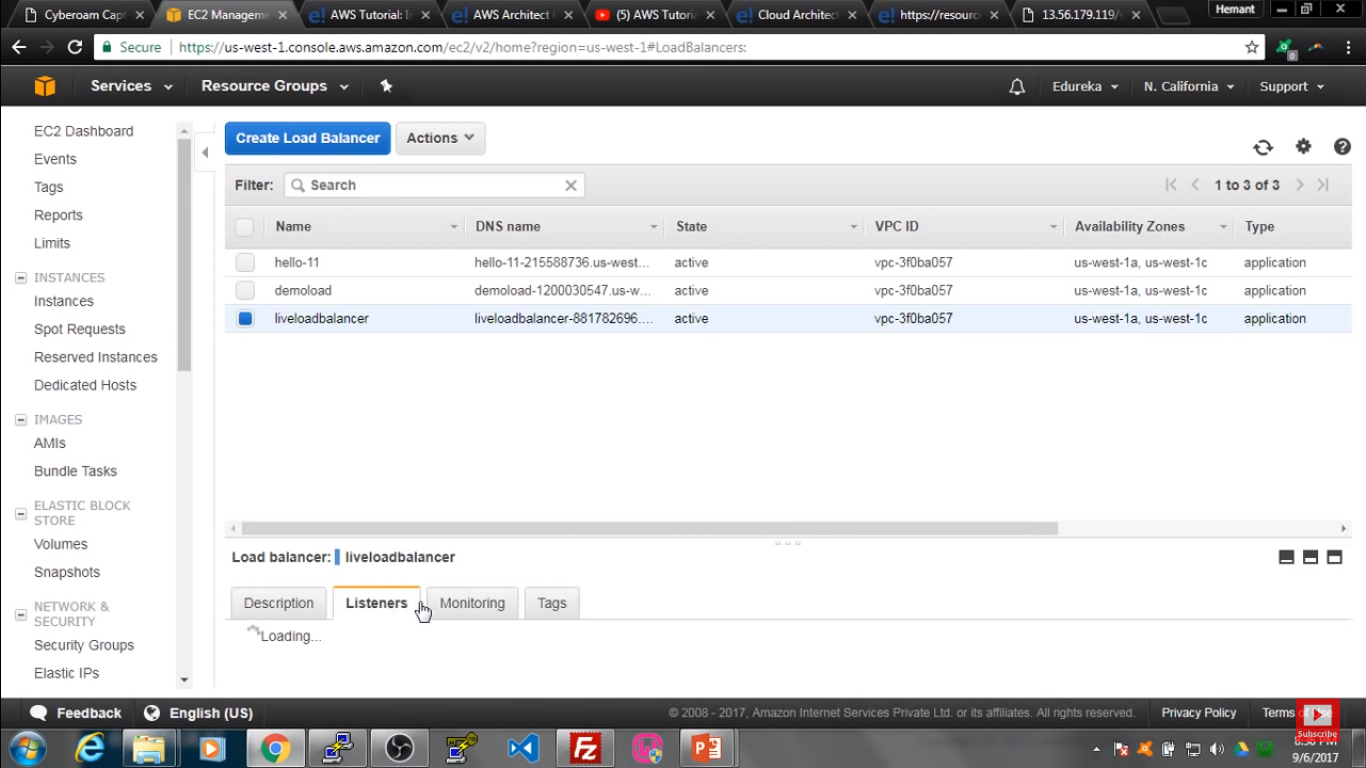 Cyberoam Capt
EC2 Managemen
AWS Tutorial: I
AWS Architect
(5) AWS Tutoria
Cloud Architect
https://resourc
13.56.179.119/
Hemant
Secure
https://us-west-1.console.aws.amazon.com/ec2/v2/home?region=us-west-1#LoadBalancers:
0
Services
Resource Groups
Edureka
N. California
Support
EC2 Dashboard
Events
Tags
Reports
Limits
INSTANCES
Instances
Spot Requests
Reserved Instances
Dedicated Hosts
IMAGES
AMIs
Bundle Tasks
ELASTIC BLOCK
STORE
Volumes
Snapshots
NETWORK &
SECURITY
Security Groups
Elastic IPs
Create Load Balancer
Actions
Filter:
Search
1 to 3 of 3
Name DNS name State VPC ID Availability Zones Type
hello-11 hello-11-215588736.us-west... active vpc-3f0ba057 us-west-1a, us-west-1c application
demoload demoload-1200030547.us-w... active vpc-3f0ba057 us-west-1a, us-west-1c application
liveloadbalancer liveloadbalancer-881782696.... active vpc-3f0ba057 us-west-1a, us-west-1c application
Load balancer: liveloadbalancer
Description
Listeners
Monitoring
Tags
Loading...
Feedback
English (US)
© 2008 - 2017, Amazon Internet Services Private Ltd. or its affiliates. All rights reserved.
Privacy Policy
Terms of Use
Subscribe
9/6/2017